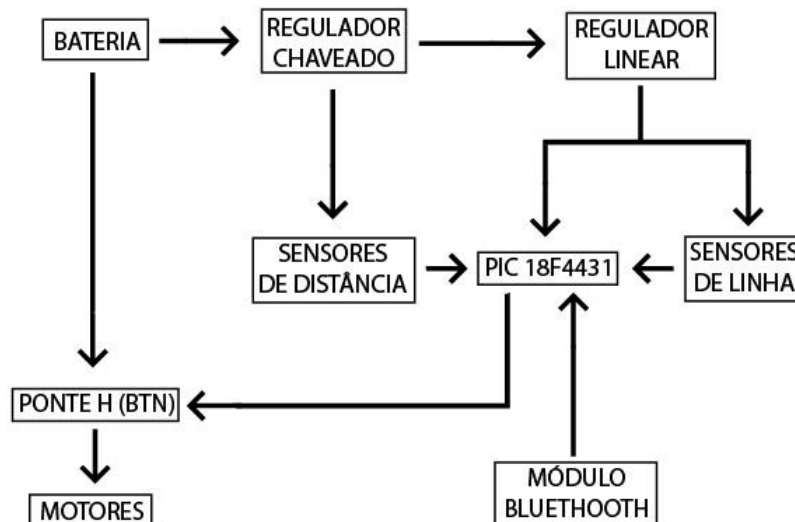 BATERIA
REGULADOR
CHAVEADO
REGULADOR
LINEAR
SENSORES
DE DISTÂNCIA
PIC 18F4431
SENSORES
DE LINHA
PONTE H (BTN)
MOTORES
MÓDULO
BLUETHOOTH